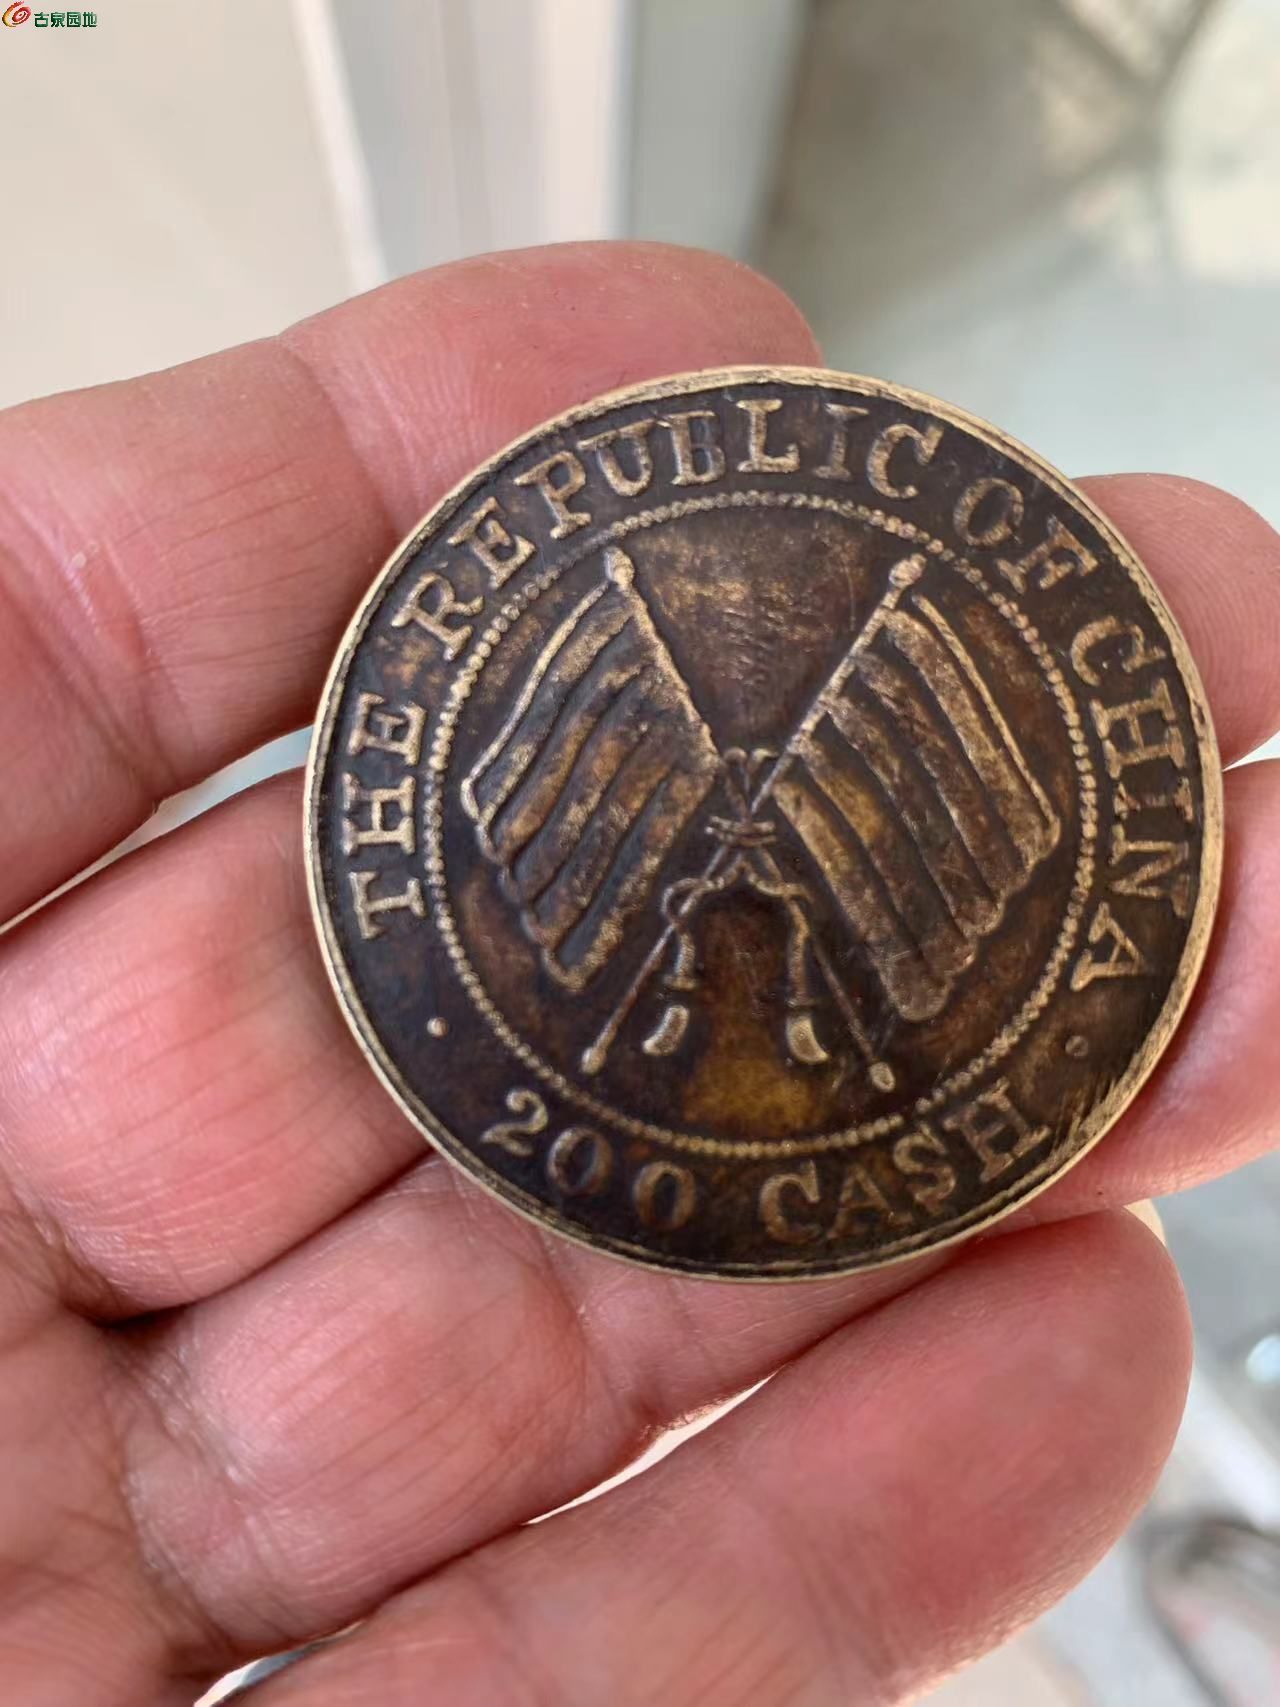 古泉园地
THE REPUBLIC OF CHINA
200 CASH